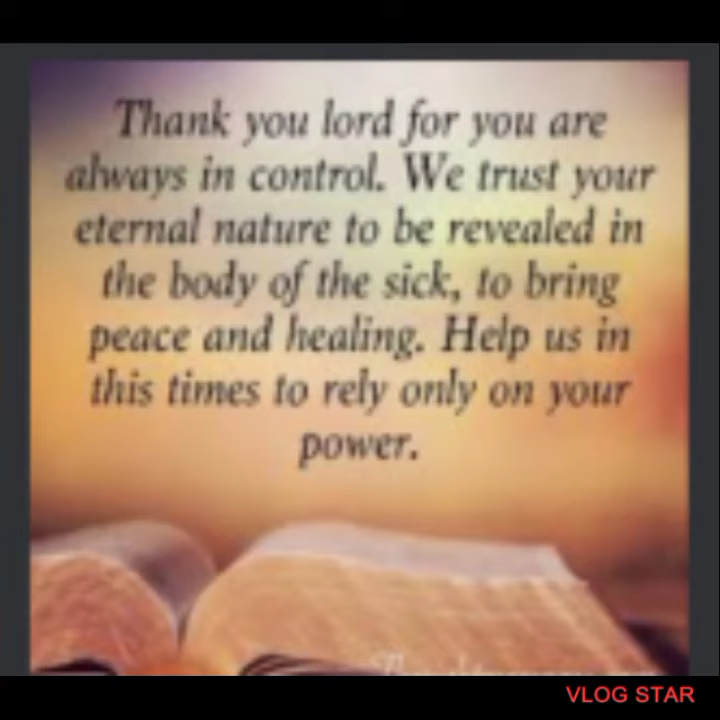 Thank you lord for you are
always in control. We trust your
eternal nature to be revealed in
the body of the sick, to bring
peace and healing. Help us in
this times to rely only on your
power.
VLOG STAR